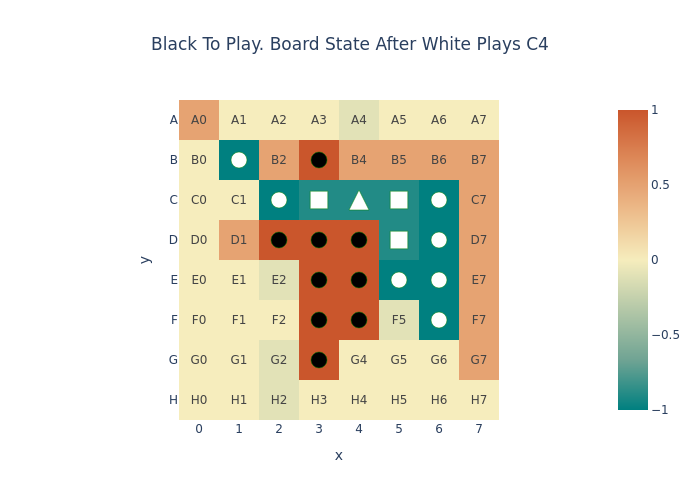 Black To Play. Board State After White Plays C4
A A0 A1 A2 A3 A4 A5 A6 A7
B B0 B2 B4 B5 B6 B7
C C0 C1 C7
D D0 D1 D7
E E0 E1 E2 E7
F F0 F1 F2 F5 F7
G G0 G1 G2 G4 G5 G6 G7
H H0 H1 H2 H3 H4 H5 H6 H7
0 1 2 3 4 5 6 7
x
y
1
0.5
0
−0.5
−1